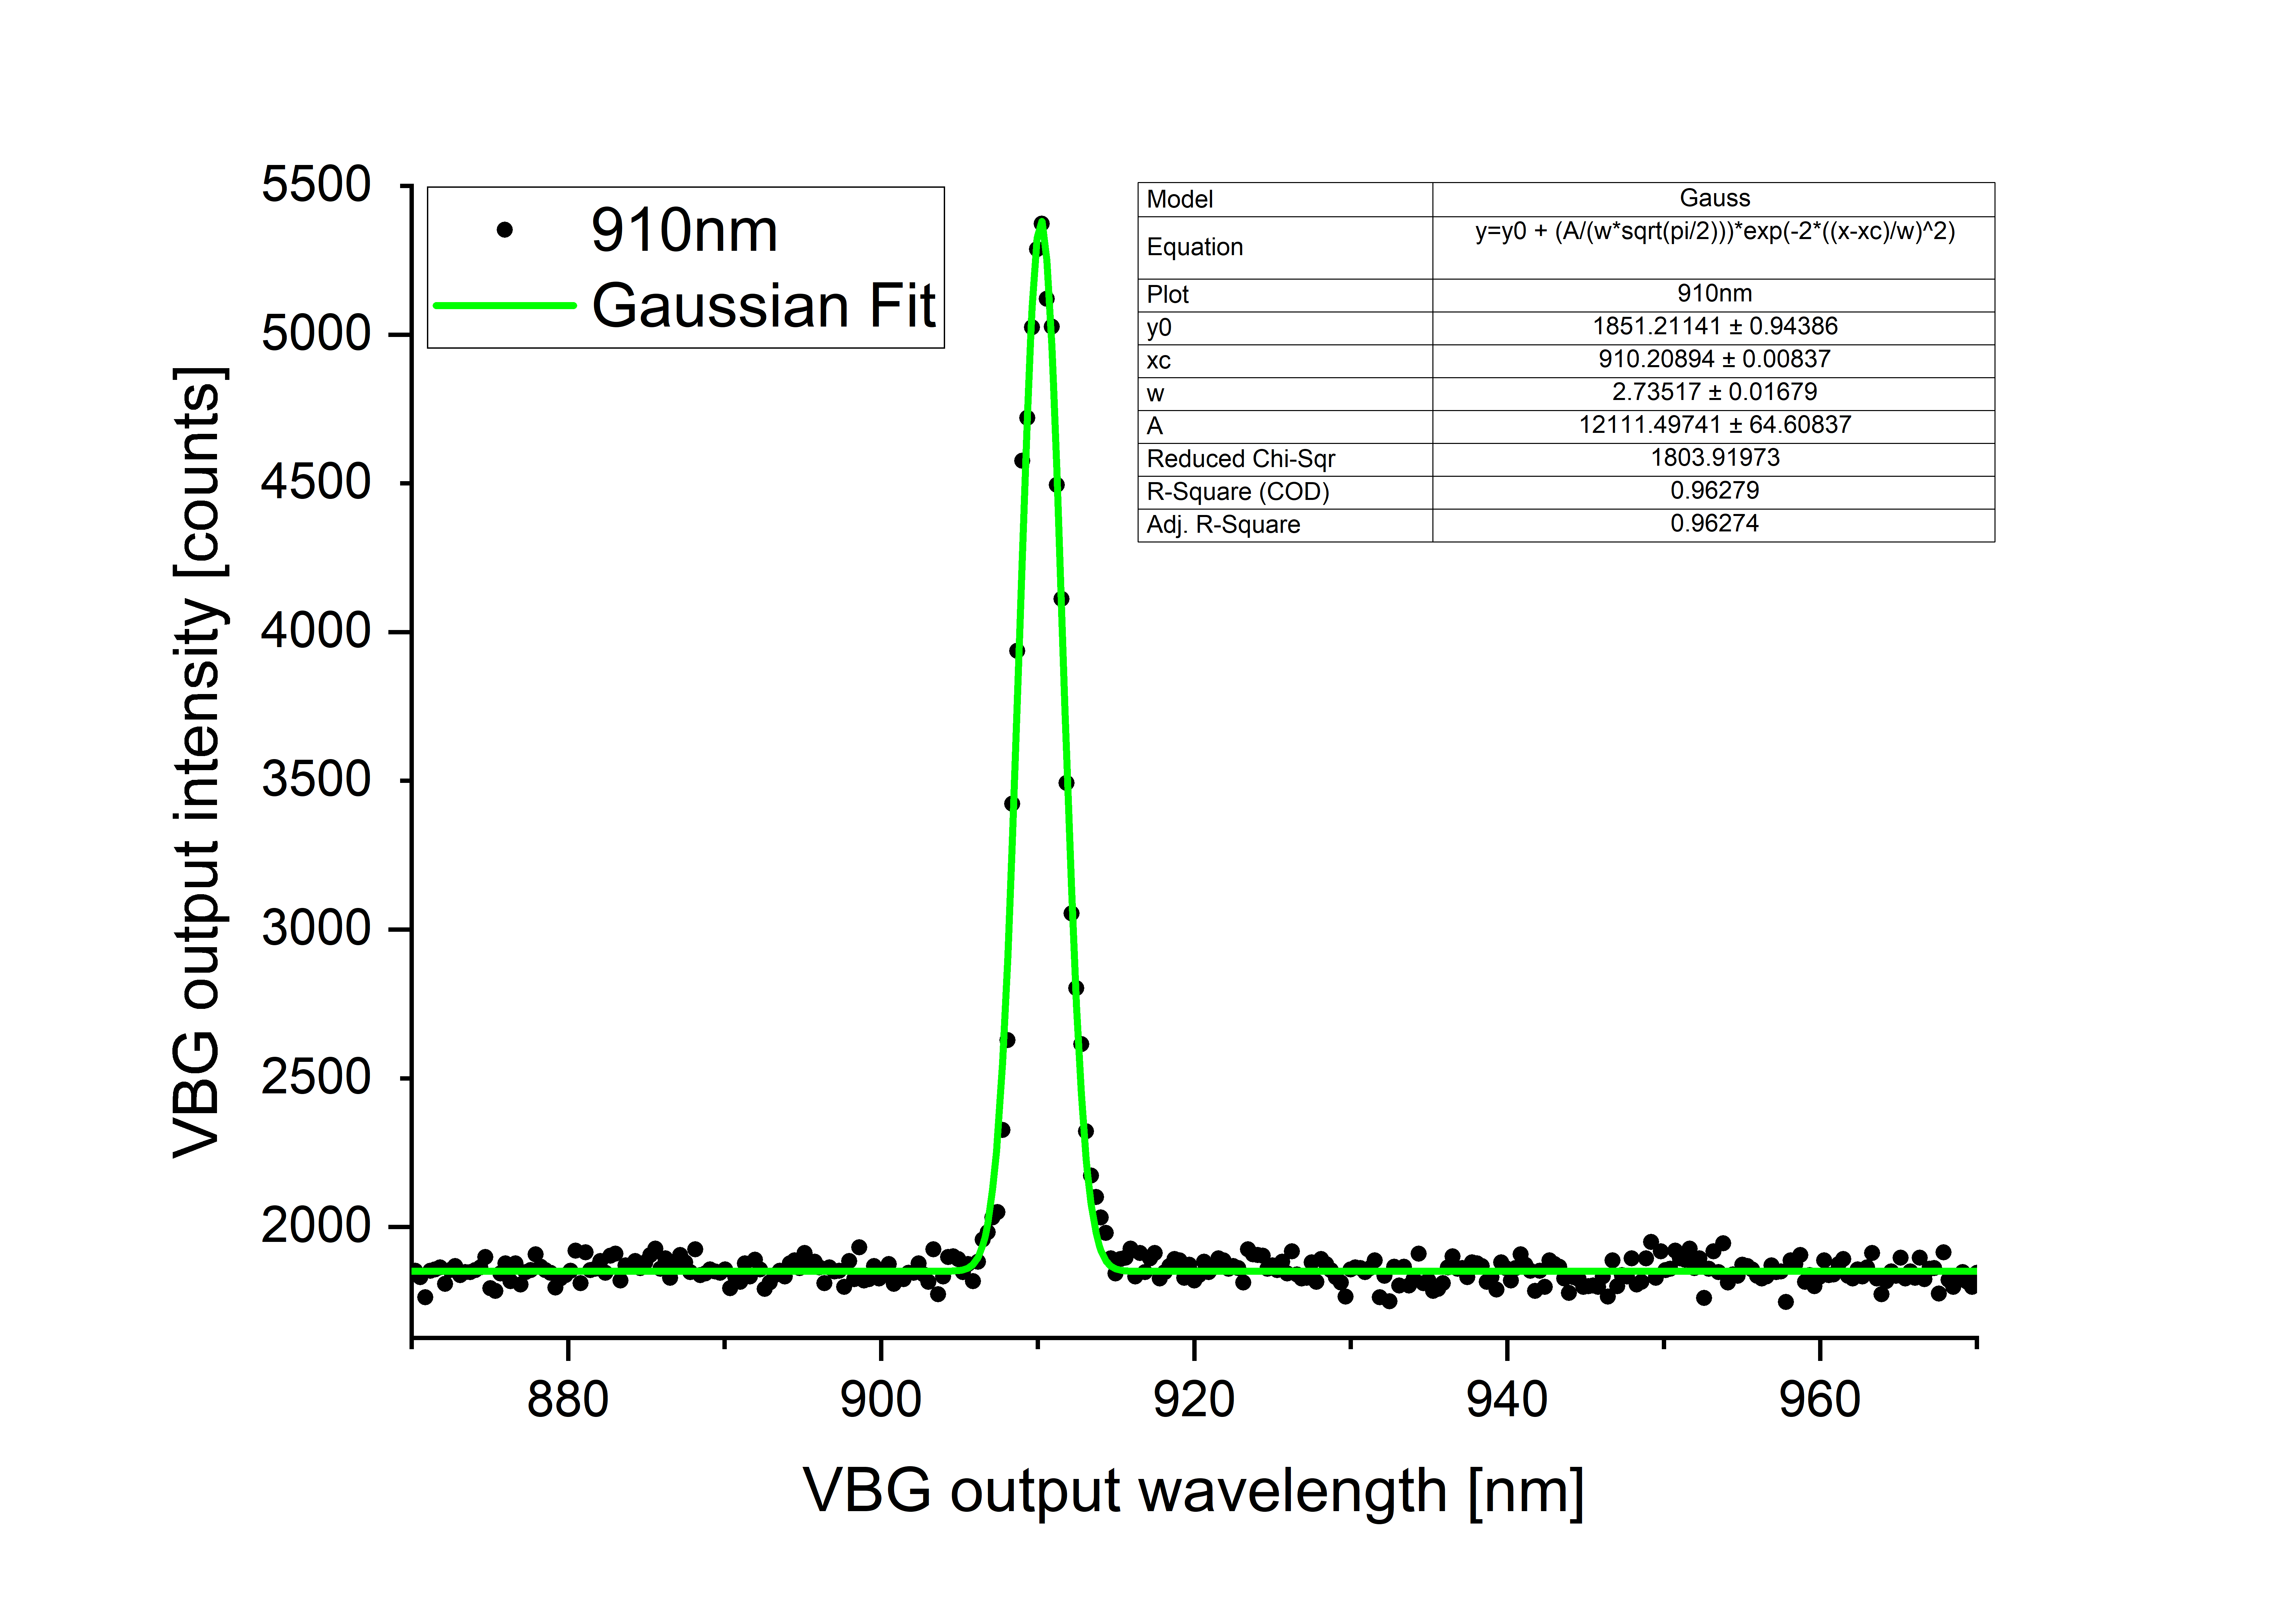 5500
5000
4500
4000
3500
3000
2500
2000
VBG output intensity [counts]
910nm
Gaussian Fit
Model Gauss
Equation y=y0 + (A/(w*sqrt(pi/2)))*exp(-2*((x-xc)/w)^2)
Plot 910nm
y0 1851.21141 ± 0.94386
xc 910.20894 ± 0.00837
w 2.73517 ± 0.01679
A 12111.49741 ± 64.60837
Reduced Chi-Sqr 1803.91973
R-Square (COD) 0.96279
Adj. R-Square 0.96274
880 900 920 940 960
VBG output wavelength [nm]